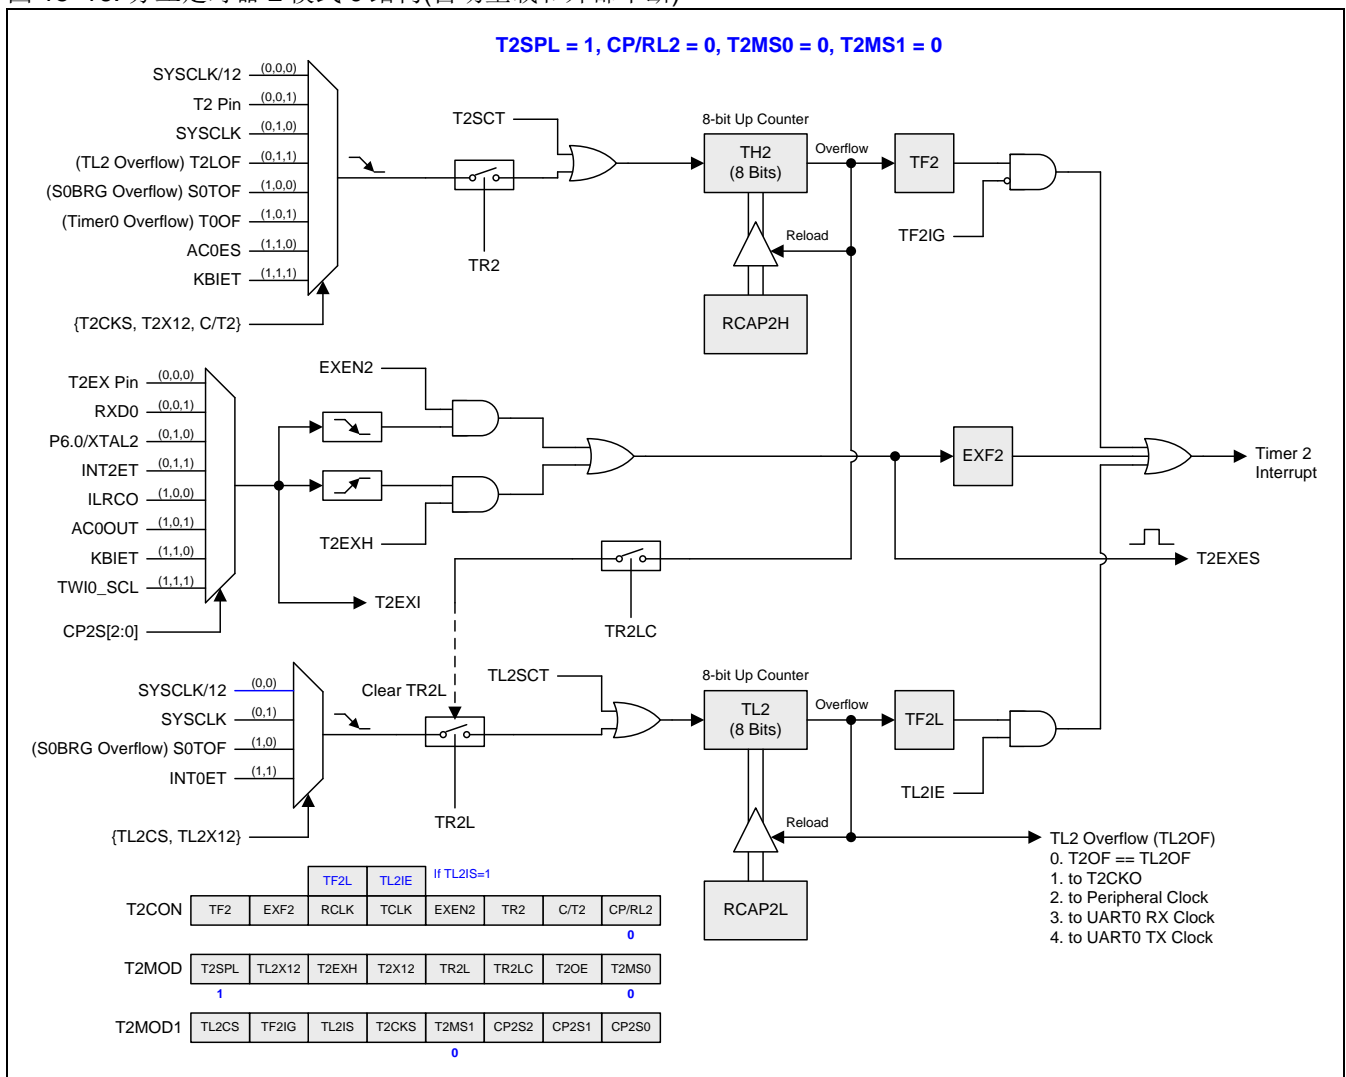 T2SPL = 1, CP/RL2 = 0, T2MS0 = 0, T2MS1 = 0
SYSCLK/12 (0,0,0)
T2 Pin (0,0,1)
SYSCLK (0,1,0)
(TL2 Overflow) T2LOF (0,1,1)
(S0BRG Overflow) S0TOF (1,0,0)
(Timer0 Overflow) T0OF (1,0,1)
AC0ES (1,1,0)
KBIET (1,1,1)
{T2CKS, T2X12, C/T2}
T2SCT
TR2
8-bit Up Counter
TH2
(8 Bits)
Overflow
TF2
TF2IG
Reload
RCAP2H
T2EX Pin (0,0,0)
RXD0 (0,0,1)
P6.0/XTAL2 (0,1,0)
INT2ET (0,1,1)
ILRCO (1,0,0)
AC0OUT (1,0,1)
KBIET (1,1,0)
TWI0_SCL (1,1,1)
CP2S[2:0]
EXEN2
T2EXH
T2EXI
EXF2
Timer 2
Interrupt
T2EXES
TR2LC
SYSCLK/12 (0,0)
SYSCLK (0,1)
(S0BRG Overflow) S0TOF (1,0)
INT0ET (1,1)
{TL2CS, TL2X12}
Clear TR2L
TR2L
TL2SCT
8-bit Up Counter
TL2
(8 Bits)
Overflow
TF2L
TL2IE
Reload
RCAP2L
TL2 Overflow (TL2OF)
0. T2OF == TL2OF
1. to T2CKO
2. to Peripheral Clock
3. to UART0 RX Clock
4. to UART0 TX Clock
TF2L TL2IE If TL2IS=1
T2CON TF2 EXF2 RCLK TCLK EXEN2 TR2 C/T2 CP/RL2
0
T2MOD T2SPL TL2X12 T2EXH T2X12 TR2L TR2LC T2OE T2MS0
1 0
T2MOD1 TL2CS TF2IG TL2IS T2CKS T2MS1 CP2S2 CP2S1 CP2S0
0